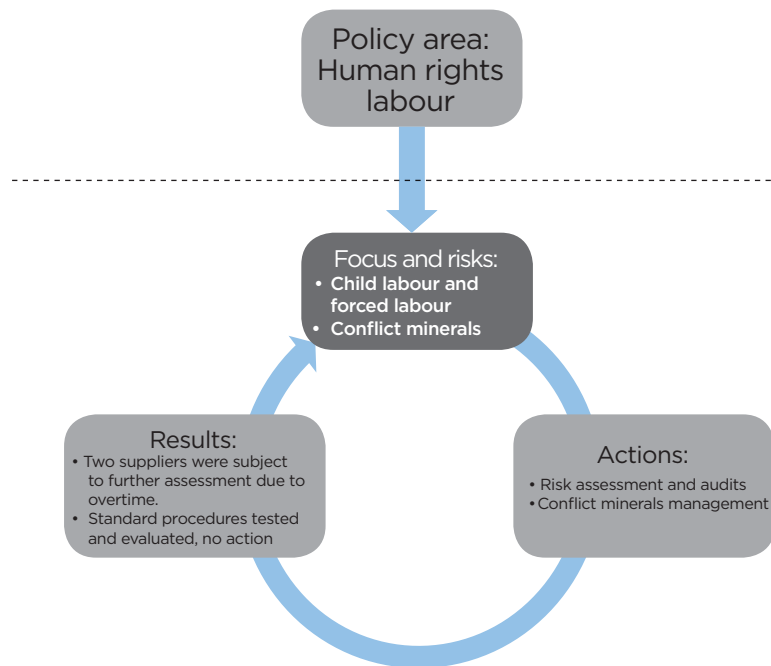 Policy area:
Human rights
labour
Focus and risks:
• Child labour and
forced labour
• Conflict minerals
Results:
• Two suppliers were subject
to further assessment due to
overtime.
• Standard procedures tested
and evaluated, no action
Actions:
• Risk assessment and audits
• Conflict minerals management